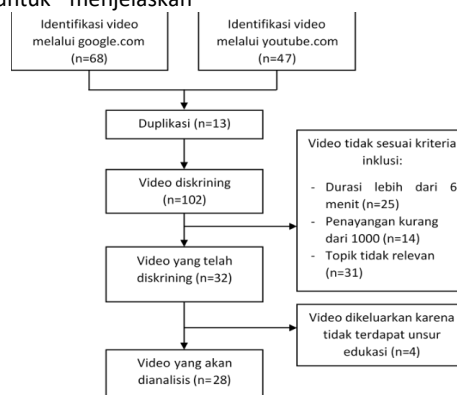 untuk menjelaskan
Identifikasi video
melalui google.com
(n=68)
Identifikasi video
melalui youtube.com
(n=47)
Duplikasi (n=13)
Video diskrining
(n=102)
Video tidak sesuai kriteria
inklusi:
- Durasi lebih dari 6
menit (n=25)
- Penayangan kurang
dari 1000 (n=14)
- Topik tidak relevan
(n=31)
Video yang telah
diskrining (n=32)
Video dikeluarkan karena
tidak terdapat unsur
edukasi (n=4)
Video yang akan
dianalisis (n=28)